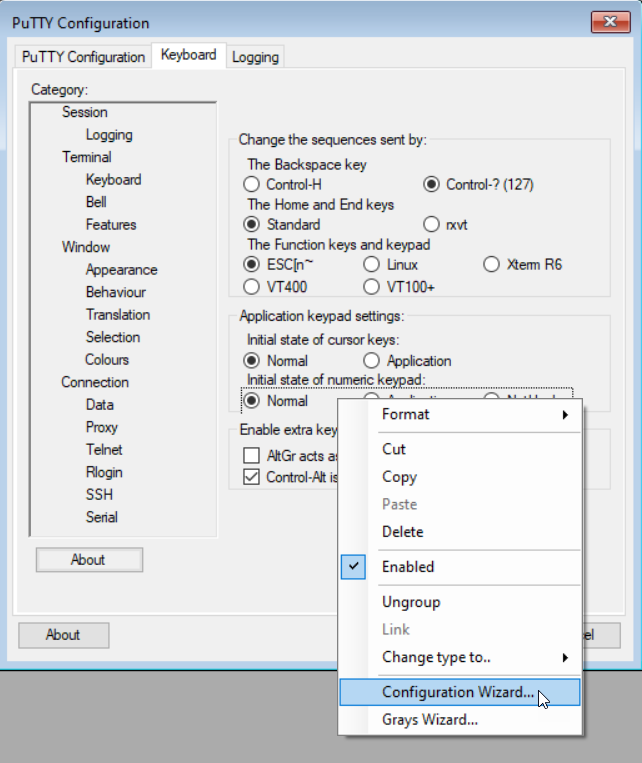 PuTTY Configuration
PuTTY Configuration Keyboard Logging
Category:
Session
Logging
Terminal
Keyboard
Bell
Features
Window
Appearance
Behaviour
Translation
Selection
Colours
Connection
Data
Proxy
Telnet
Rlogin
SSH
Serial
About
Change the sequences sent by:
The Backspace key
Control-H Control-? (127)
The Home and End keys
Standard rxvt
The Function keys and keypad
ESC[n~ Linux Xterm R6
VT400 VT100+
Application keypad settings:
Initial state of cursor keys:
Normal Application
Initial state of numeric keypad:
Normal
Enable extra key
AltGr acts as
Control-Alt is
About
el
Format
Cut
Copy
Paste
Delete
Enabled
Ungroup
Link
Change type to..
Configuration Wizard...
Grays Wizard...